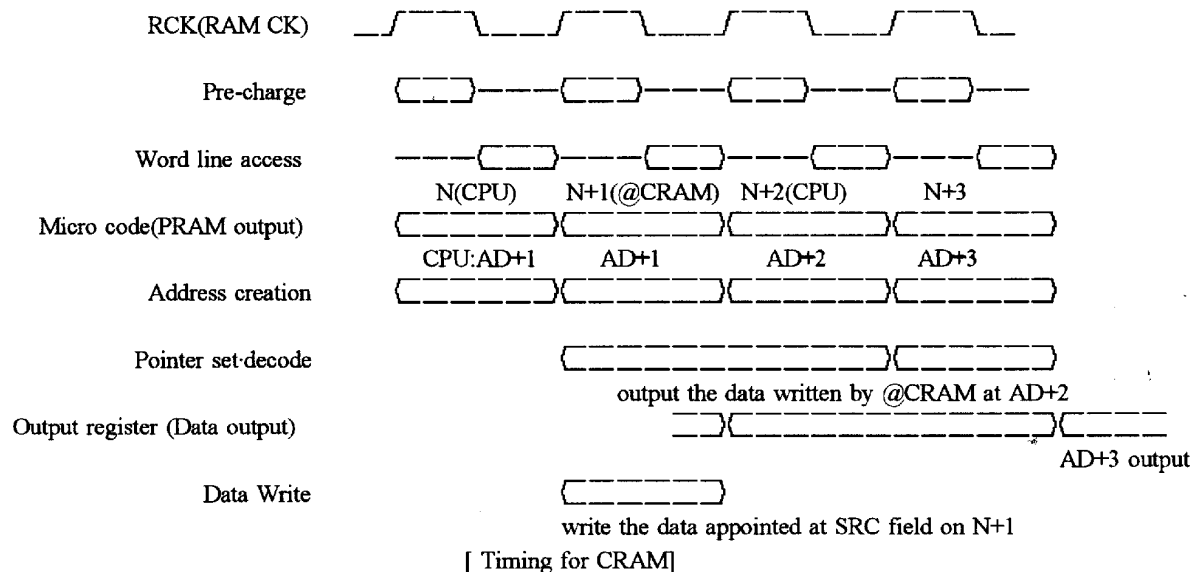 RCK(RAM CK)
Pre-charge
Word line access
N(CPU) N+1(@CRAM) N+2(CPU) N+3
Micro code(PRAM output)
CPU:AD+1 AD+1 AD+2 AD+3
Address creation
Pointer set·decode
output the data written by @CRAM at AD+2
Output register (Data output)
AD+3 output
Data Write
write the data appointed at SRC field on N+1
[ Timing for CRAM]